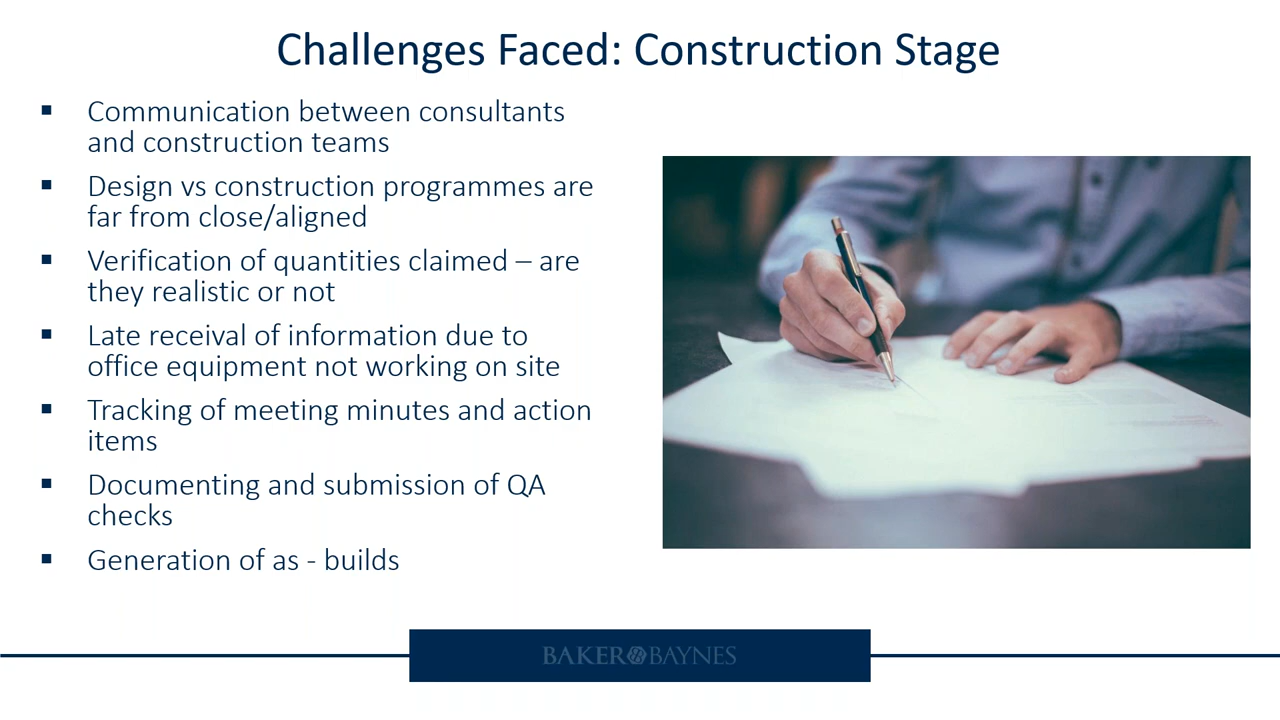 Challenges Faced: Construction Stage
Communication between consultants
and construction teams
Design vs construction programmes are
far from close/aligned
Verification of quantities claimed – are
they realistic or not
Late receival of information due to
office equipment not working on site
Tracking of meeting minutes and action
items
Documenting and submission of QA
checks
Generation of as - builds
BAKER BAYNES